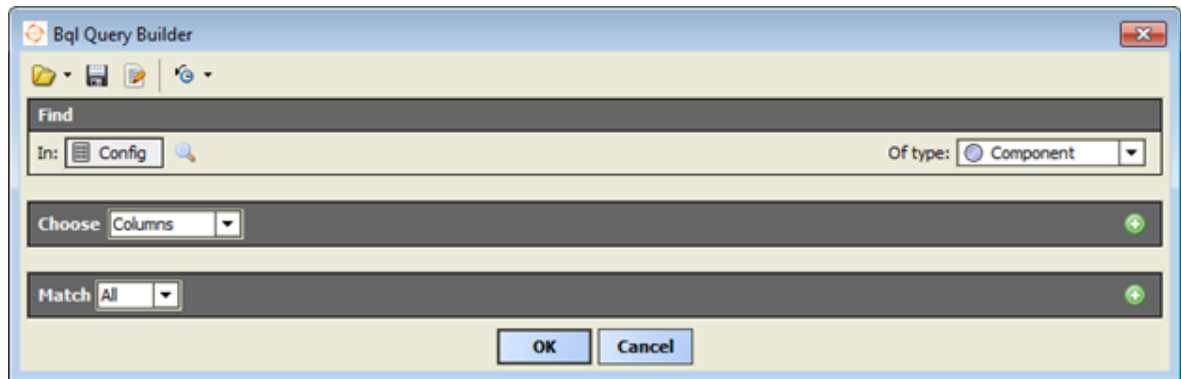 Bql Query Builder
Find
In: Config Of type: Component
Choose Columns
Match All
OK Cancel